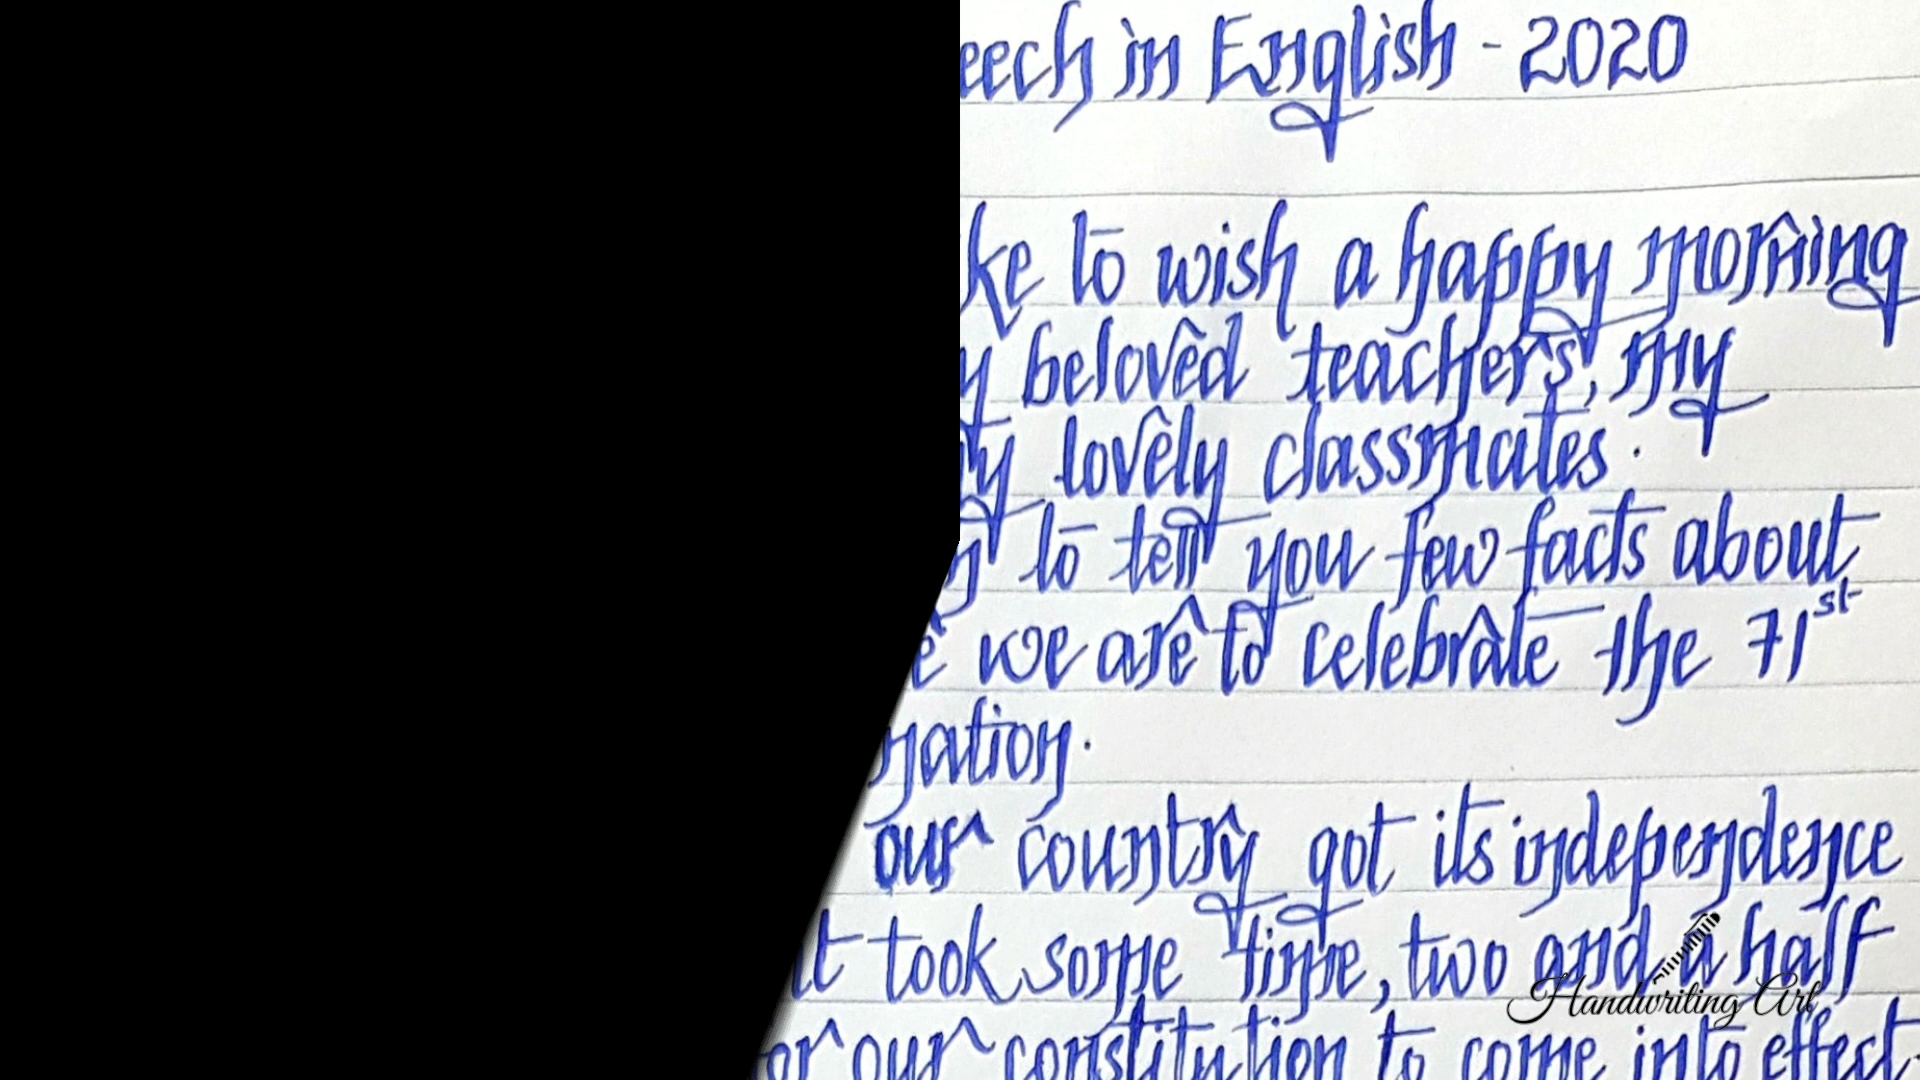 eech in English - 2020
ke to wish a happy morning
beloved teachers, my
lovely classmates.
to tell you few facts about
we are to celebrate the 71st
nation.
our country got its independence
it took some time, two and a half
or our constitution to come into effect.
Handwriting Art